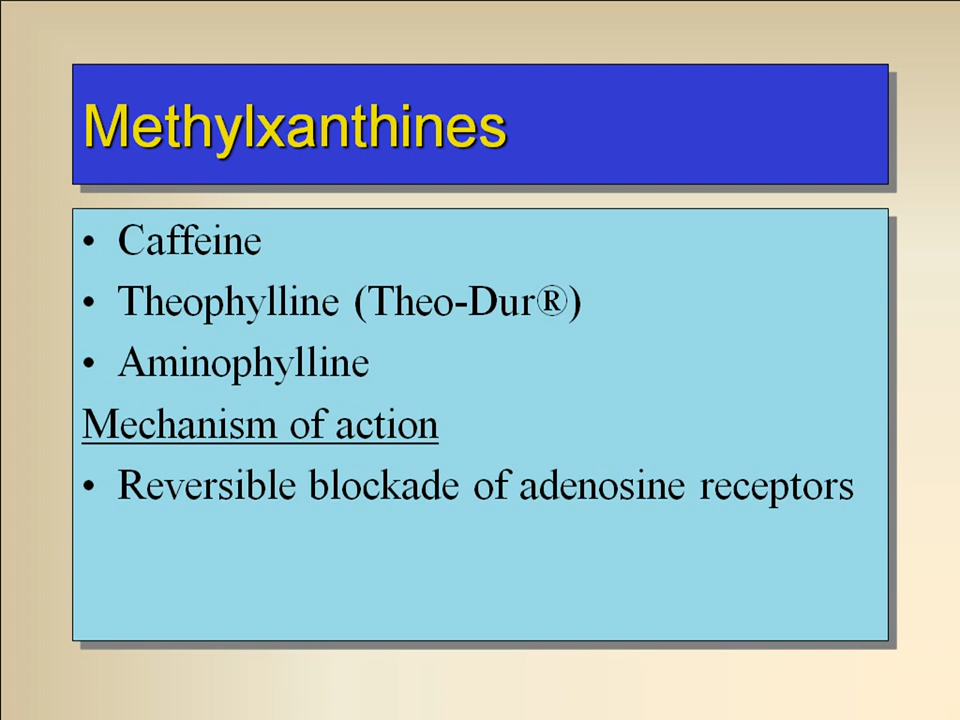 Methylxanthines
• Caffeine
• Theophylline (Theo-Dur®)
• Aminophylline
Mechanism of action
• Reversible blockade of adenosine receptors